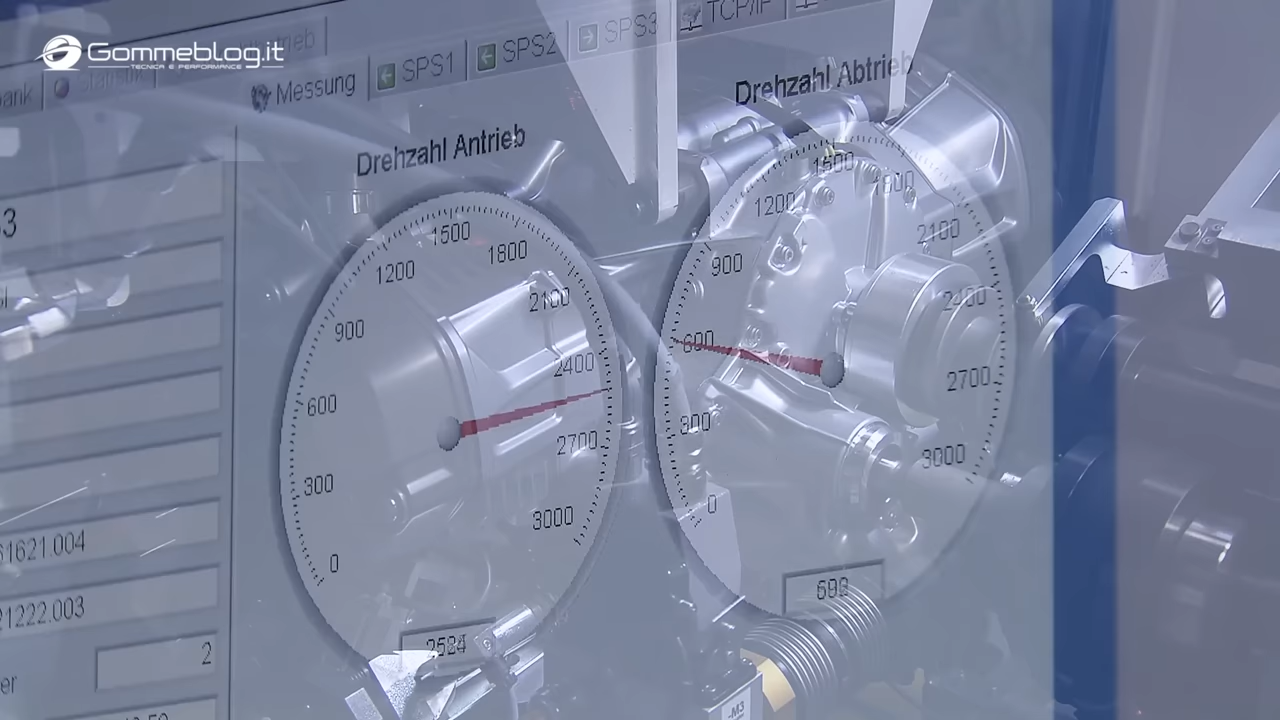 Gommeblog.it
TECNICA E PERFORMANCE
Messung
SPS1
SPS2
SPS3
TCP/IP
Drehzahl Antrieb
0
300
600
900
1200
1500
1800
2100
2400
2700
3000
2584
Drehzahl Abtrieb
0
300
600
900
1200
1500
1800
2100
2400
2700
3000
3
61621.004
21222.003
2
-M3